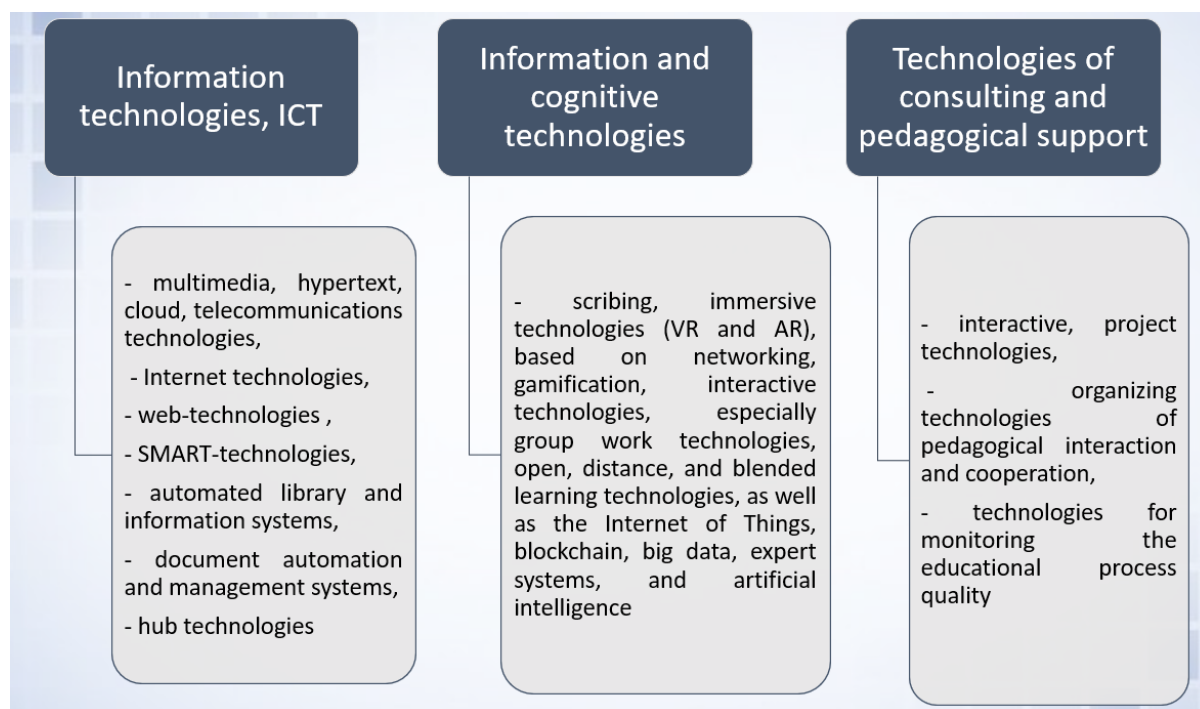 Information
technologies, ICT
- multimedia, hypertext,
cloud, telecommunications
technologies,
- Internet technologies,
- web-technologies ,
- SMART-technologies,
- automated library and
information systems,
- document automation
and management systems,
- hub technologies
Information and
cognitive
technologies
- scribing, immersive
technologies (VR and AR),
based on networking,
gamification, interactive
technologies, especially
group work technologies,
open, distance, and blended
learning technologies, as well
as the Internet of Things,
blockchain, big data, expert
systems, and artificial
intelligence
Technologies of
consulting and
pedagogical support
- interactive, project
technologies,
- organizing
technologies of
pedagogical interaction
and cooperation,
- technologies for
monitoring the
educational process
quality